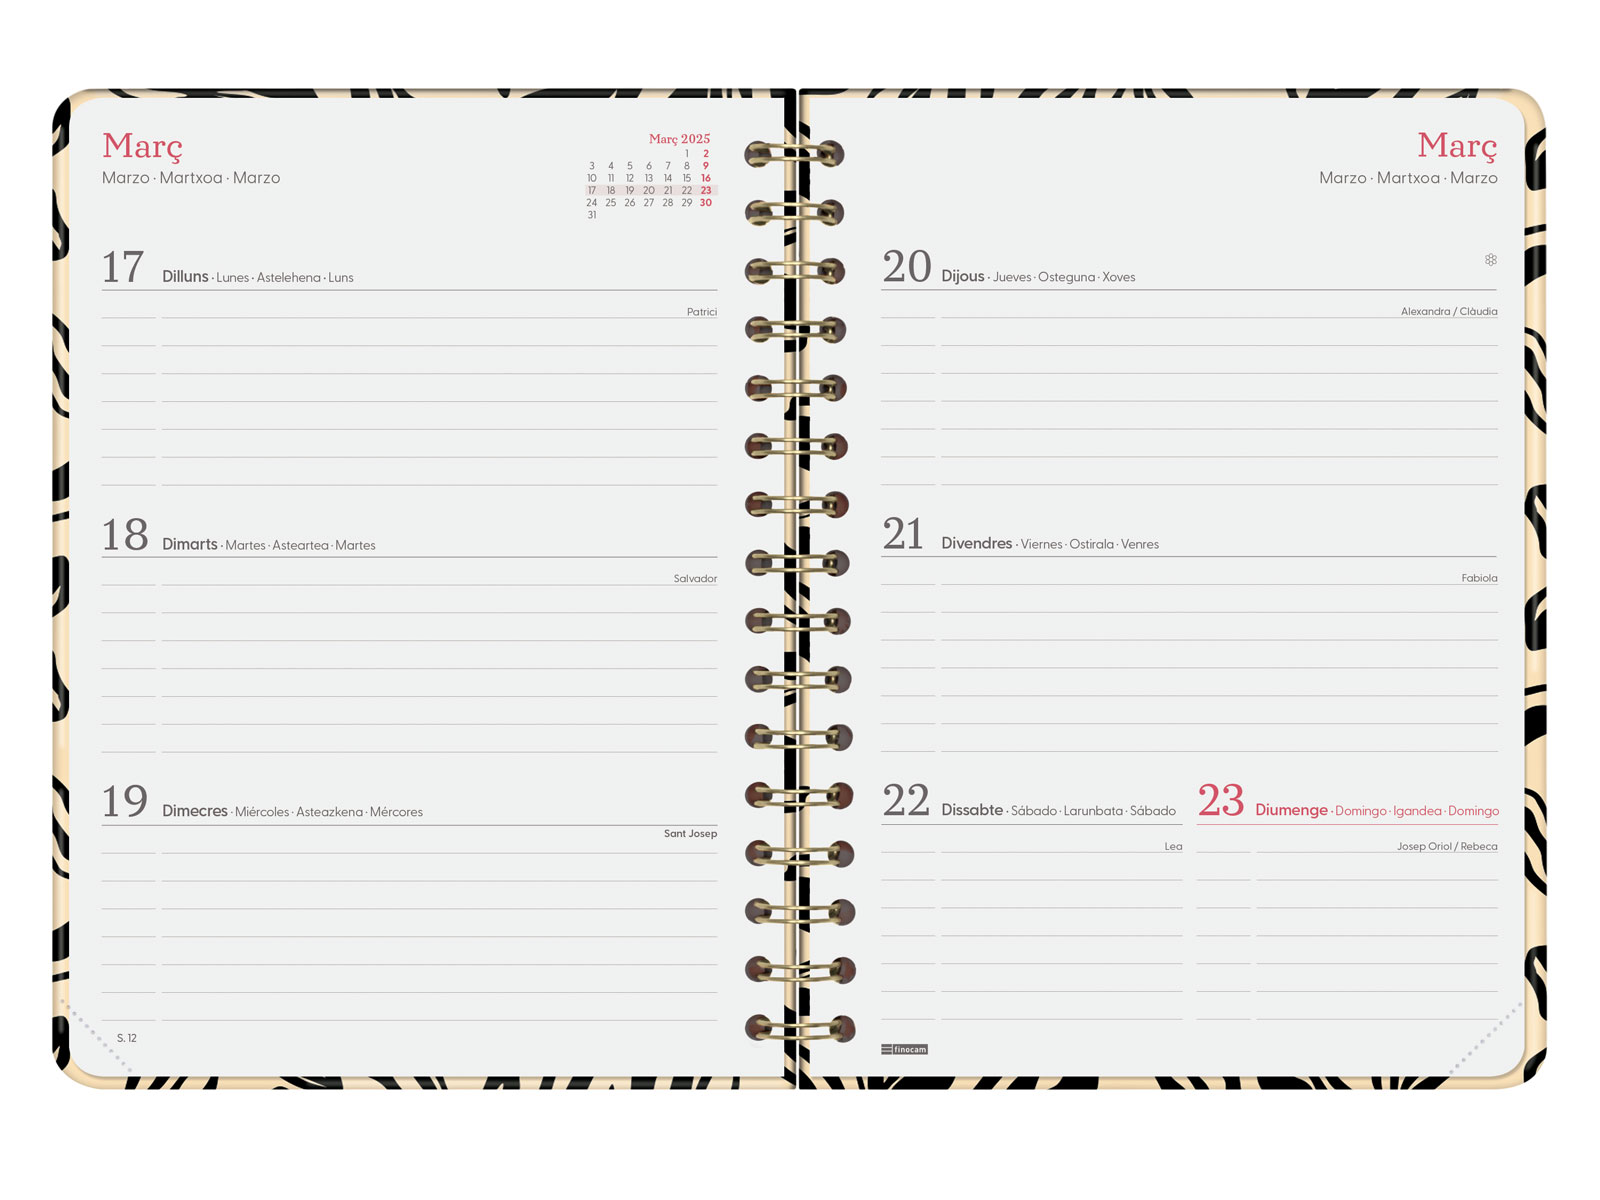 Març
Marzo · Martxoa · Marzo
Març 2025
1 2
3 4 5 6 7 8 9
10 11 12 13 14 15 16
17 18 19 20 21 22 23
24 25 26 27 28 29 30
31
17 Dilluns · Lunes · Astelehena · Luns
Patrici
18 Dimarts · Martes · Asteartea · Martes
Salvador
19 Dimecres · Miércoles · Asteazkena · Mércores
Sant Josep
S. 12
Març
Marzo · Martxoa · Marzo
20 Dijous · Jueves · Osteguna · Xoves
Alexandra / Clàudia
21 Divendres · Viernes · Ostirala · Venres
Fabiola
22 Dissabte · Sábado · Larunbata · Sábado
Lea
23 Diumenge · Domingo · Igandea · Domingo
Josep Oriol / Rebeca
finocam